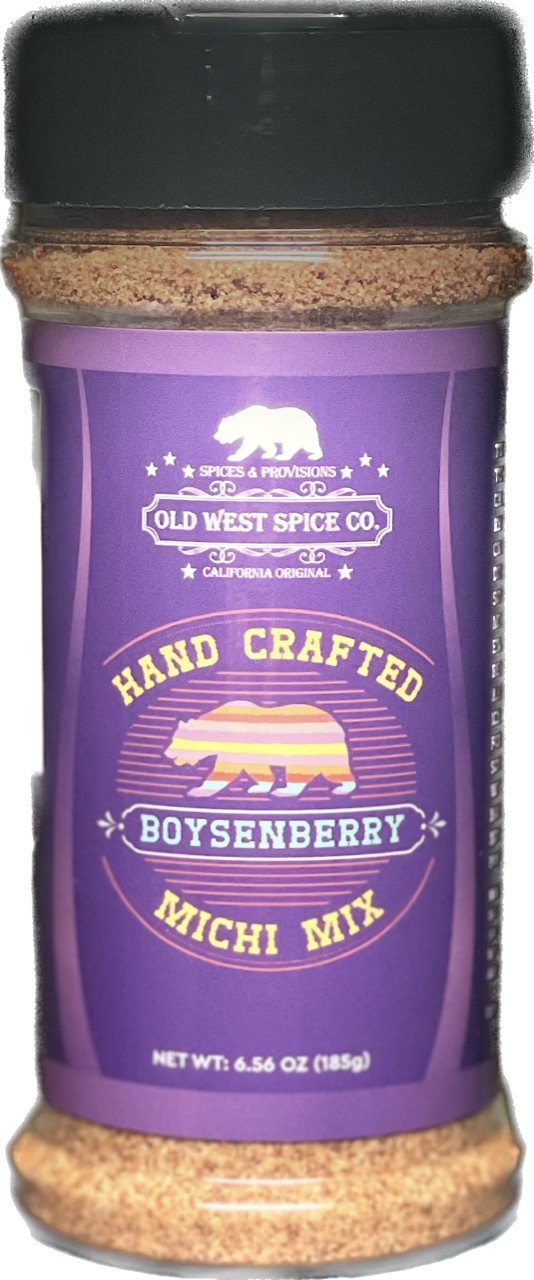 SPICES & PROVISIONS
OLD WEST SPICE CO.
CALIFORNIA ORIGINAL
HAND CRAFTED
BOYSENBERRY
MICHI MIX
NET WT: 6.56 OZ (185g)